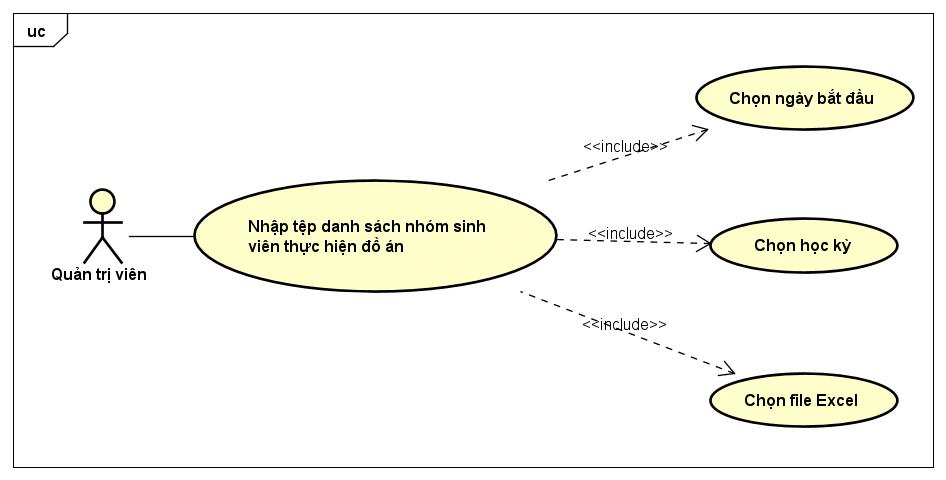 uc
Chọn ngày bắt đầu
<<include>>
Nhập tệp danh sách nhóm sinh
viên thực hiện đồ án
<<include>>
Chọn học kỳ
Quản trị viên
<<include>>
Chọn file Excel